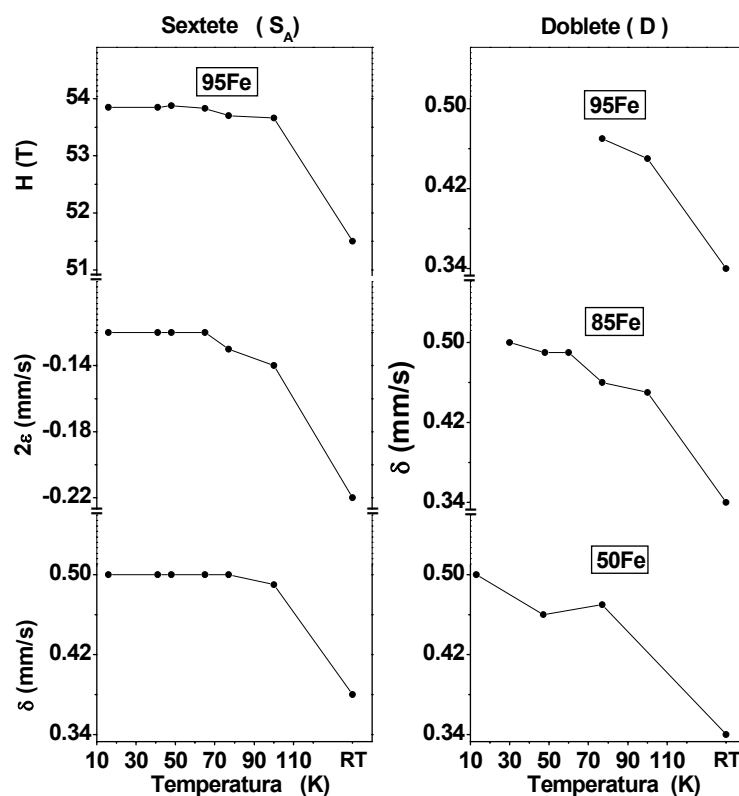 Sextete ( S_A )
95Fe
54
53
52
51
H (T)
-0.14
-0.18
-0.22
2ε (mm/s)
0.50
0.42
0.34
δ (mm/s)
10 30 50 70 90 110 RT
Temperatura (K)
Doblete ( D )
95Fe
0.50
0.42
0.34
85Fe
0.50
0.42
0.34
δ (mm/s)
50Fe
0.50
0.42
0.34
10 30 50 70 90 110 RT
Temperatura (K)